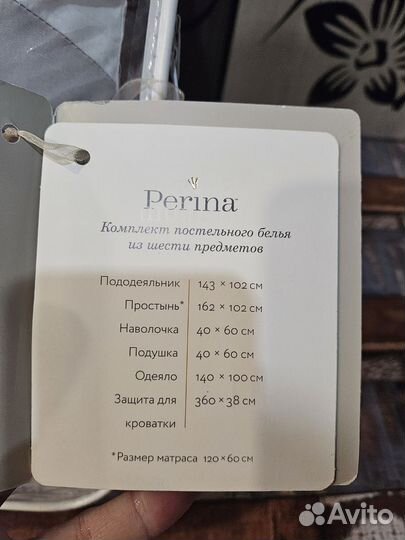 Perina
Комплект постельного белья
из шести предметов
Пододеяльник 143 × 102 см
Простынь* 162 × 102 см
Наволочка 40 × 60 см
Подушка 40 × 60 см
Одеяло 140 × 100 см
Защита для 360 × 38 см
кроватки
*Размер матраса 120 × 60 см
Avito